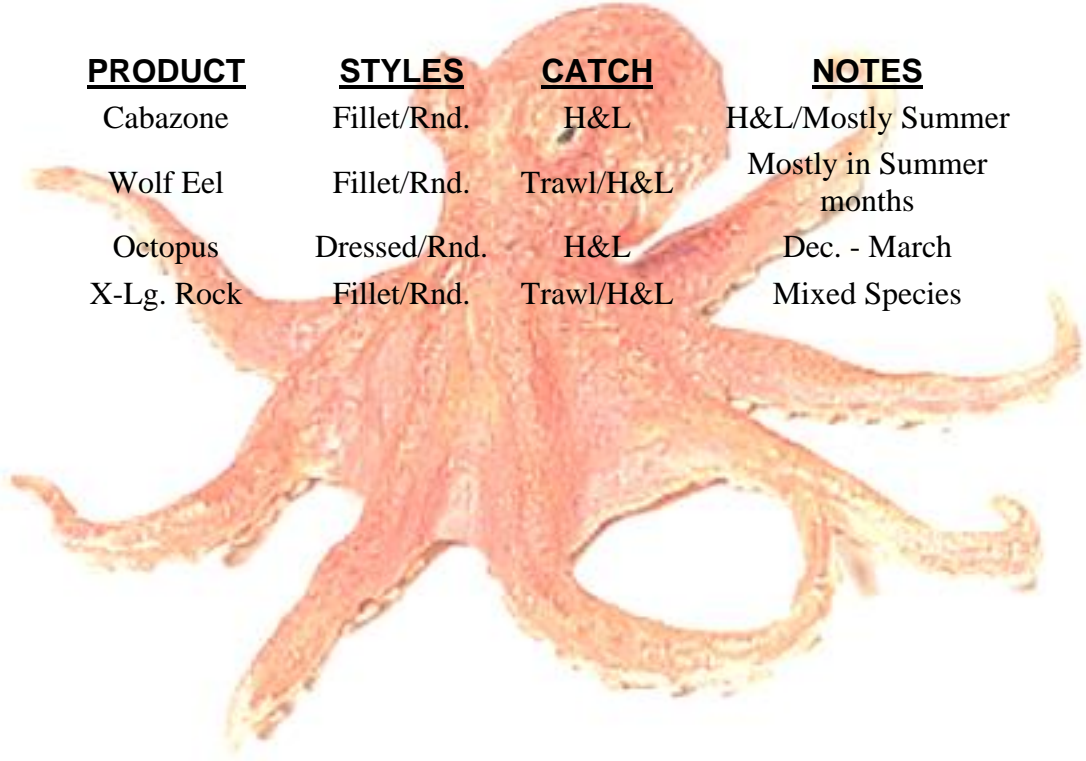 PRODUCT STYLES CATCH NOTES
Cabazone Fillet/Rnd. H&L H&L/Mostly Summer
Wolf Eel Fillet/Rnd. Trawl/H&L Mostly in Summer
months
Octopus Dressed/Rnd. H&L Dec. - March
X-Lg. Rock Fillet/Rnd. Trawl/H&L Mixed Species